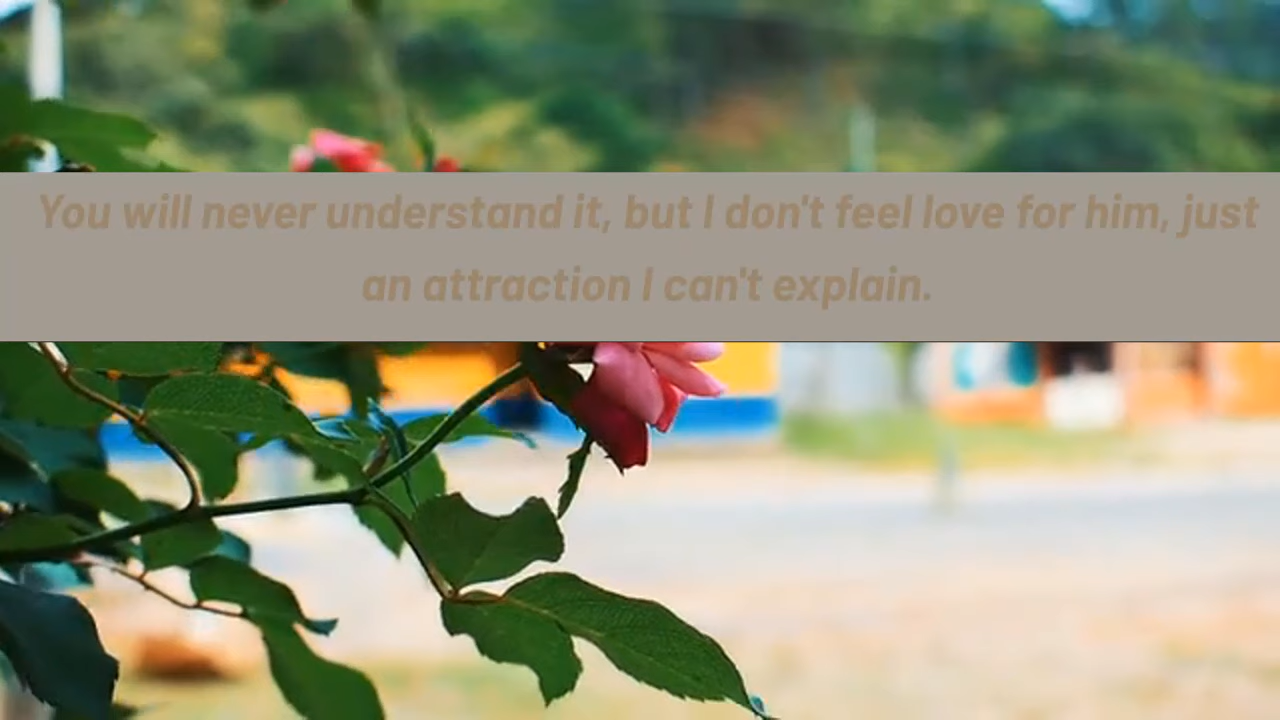 You will never understand it, but I don't feel love for him, just
an attraction I can't explain.